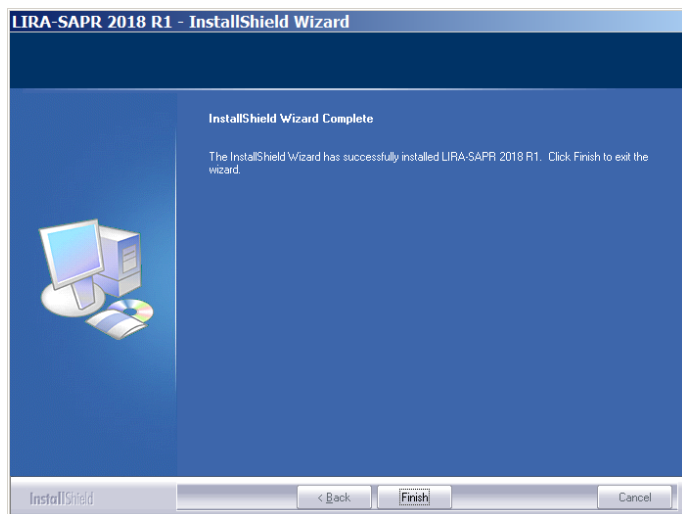 LIRA-SAPR 2018 R1 - InstallShield Wizard
InstallShield Wizard Complete
The InstallShield Wizard has successfully installed LIRA-SAPR 2018 R1. Click Finish to exit the
wizard.
InstallShield
< Back
Finish
Cancel